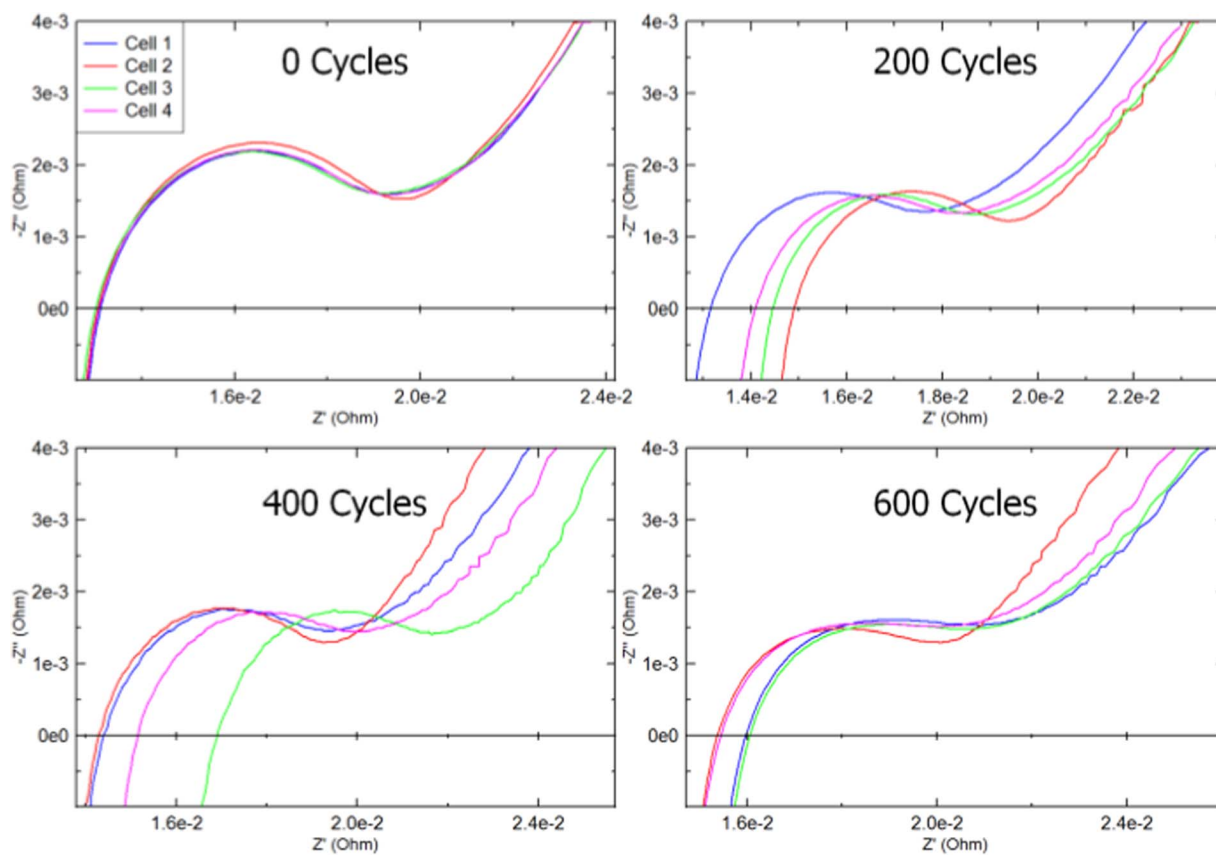 4e-3
3e-3
2e-3
1e-3
0e0
-Z'' (Ohm)
Cell 1
Cell 2
Cell 3
Cell 4
0 Cycles
1.6e-2 2.0e-2 2.4e-2
Z' (Ohm)
4e-3
3e-3
2e-3
1e-3
0e0
-Z'' (Ohm)
200 Cycles
1.4e-2 1.6e-2 1.8e-2 2.0e-2 2.2e-2
Z' (Ohm)
4e-3
3e-3
2e-3
1e-3
0e0
-Z'' (Ohm)
400 Cycles
1.6e-2 2.0e-2 2.4e-2
Z' (Ohm)
4e-3
3e-3
2e-3
1e-3
0e0
-Z'' (Ohm)
600 Cycles
1.6e-2 2.0e-2 2.4e-2
Z' (Ohm)